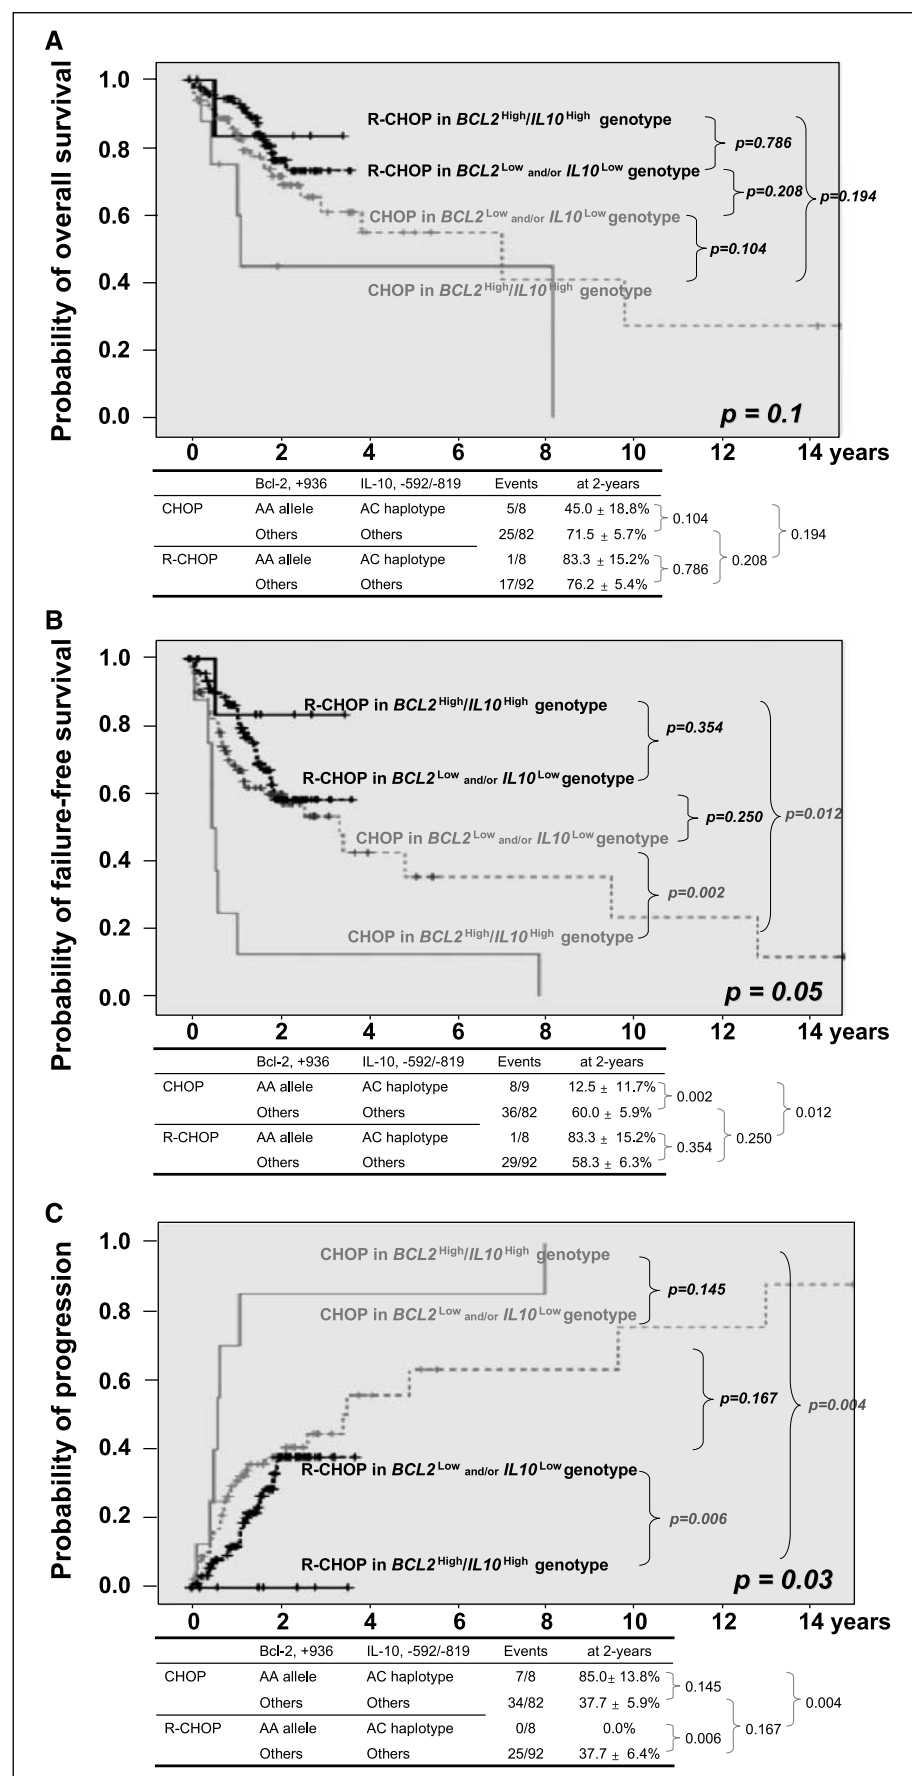 A
Probability of overall survival
1.0
0.8
0.6
0.4
0.2
0.0
R-CHOP in BCL2High/IL10High genotype
R-CHOP in BCL2Low and/or IL10Low genotype
CHOP in BCL2Low and/or IL10Low genotype
CHOP in BCL2High/IL10High genotype
p=0.786
p=0.208
p=0.194
p=0.104
p = 0.1
0 2 4 6 8 10 12 14 years
Bcl-2, +936 IL-10, -592/-819 Events at 2-years
CHOP AA allele AC haplotype 5/8 45.0 ± 18.8%
Others Others 25/82 71.5 ± 5.7%
R-CHOP AA allele AC haplotype 1/8 83.3 ± 15.2%
Others Others 17/92 76.2 ± 5.4%
0.104
0.786
0.208
0.194
B
Probability of failure-free survival
1.0
0.8
0.6
0.4
0.2
0.0
R-CHOP in BCL2High/IL10High genotype
R-CHOP in BCL2Low and/or IL10Low genotype
CHOP in BCL2Low and/or IL10Low genotype
CHOP in BCL2High/IL10High genotype
p=0.354
p=0.250
p=0.012
p=0.002
p = 0.05
0 2 4 6 8 10 12 14 years
Bcl-2, +936 IL-10, -592/-819 Events at 2-years
CHOP AA allele AC haplotype 8/9 12.5 ± 11.7%
Others Others 36/82 60.0 ± 5.9%
R-CHOP AA allele AC haplotype 1/8 83.3 ± 15.2%
Others Others 29/92 58.3 ± 6.3%
0.002
0.354
0.250
0.012
C
Probability of progression
1.0
0.8
0.6
0.4
0.2
0.0
CHOP in BCL2High/IL10High genotype
CHOP in BCL2Low and/or IL10Low genotype
R-CHOP in BCL2Low and/or IL10Low genotype
R-CHOP in BCL2High/IL10High genotype
p=0.145
p=0.167
p=0.004
p=0.006
p = 0.03
0 2 4 6 8 10 12 14 years
Bcl-2, +936 IL-10, -592/-819 Events at 2-years
CHOP AA allele AC haplotype 7/8 85.0± 13.8%
Others Others 34/82 37.7 ± 5.9%
R-CHOP AA allele AC haplotype 0/8 0.0%
Others Others 25/92 37.7 ± 6.4%
0.145
0.006
0.167
0.004